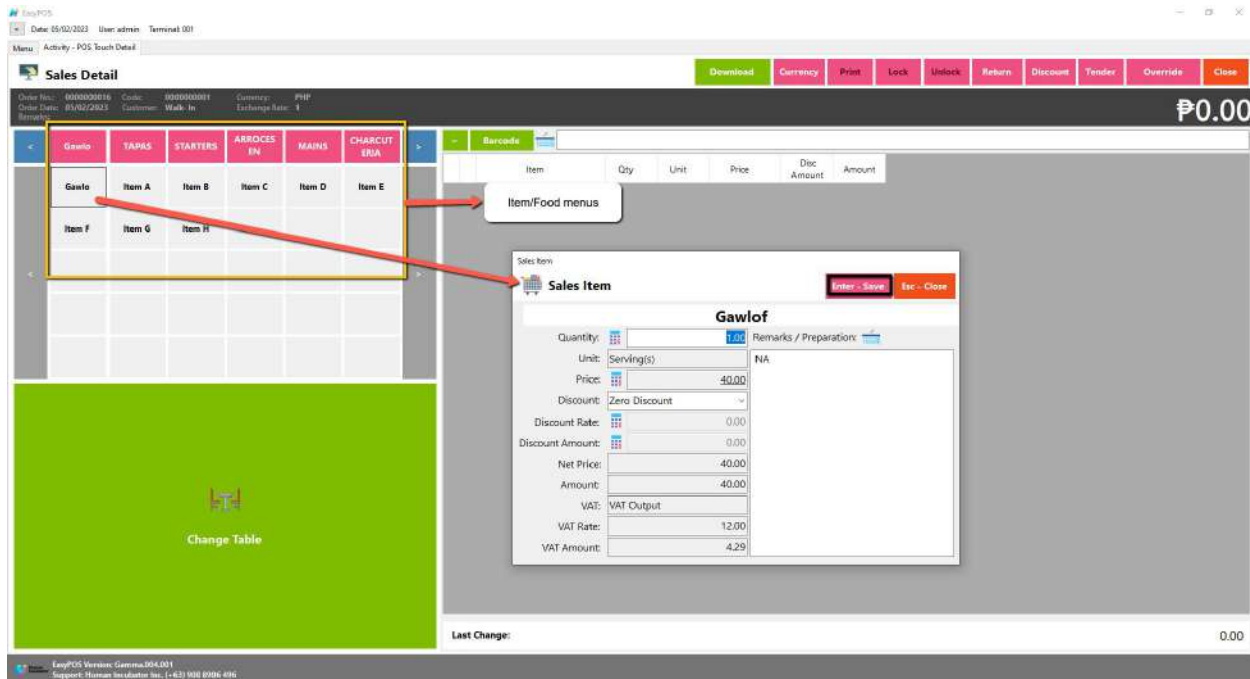 EasyPOS
Date: 05/02/2023 User: admin Terminal: 001
Menu Activity - POS Touch Detail
Sales Detail
Download Currency Print Lock Unlock Return Discount Tender Override Close
Order No.: 0000000016 Code: 0000000001 Currency: PHP
Order Date: 05/02/2023 Customer: Walk- In Exchange Rate: 1
Remarks:
₱0.00
< Gawlo TAPAS STARTERS ARROCES EN MAINS CHARCUT ERIA >
- Barcode
Item Qty Unit Price Disc Amount Amount
Gawlo Item A Item B Item C Item D Item E
Item/Food menus
Item F Item G Item H
< >
Sales Item
Sales Item
Enter - Save Esc - Close
Gawlof
Quantity: 1.00 Remarks / Preparation:
Unit: Serving(s) NA
Price: 40.00
Discount: Zero Discount
Discount Rate: 0.00
Discount Amount: 0.00
Net Price: 40.00
Amount: 40.00
VAT: VAT Output
VAT Rate: 12.00
VAT Amount: 4.29
Change Table
Last Change: 0.00
EasyPOS Version: Gamma.004.001
Support: Human Incubator Inc. (+63) 908 8906 496